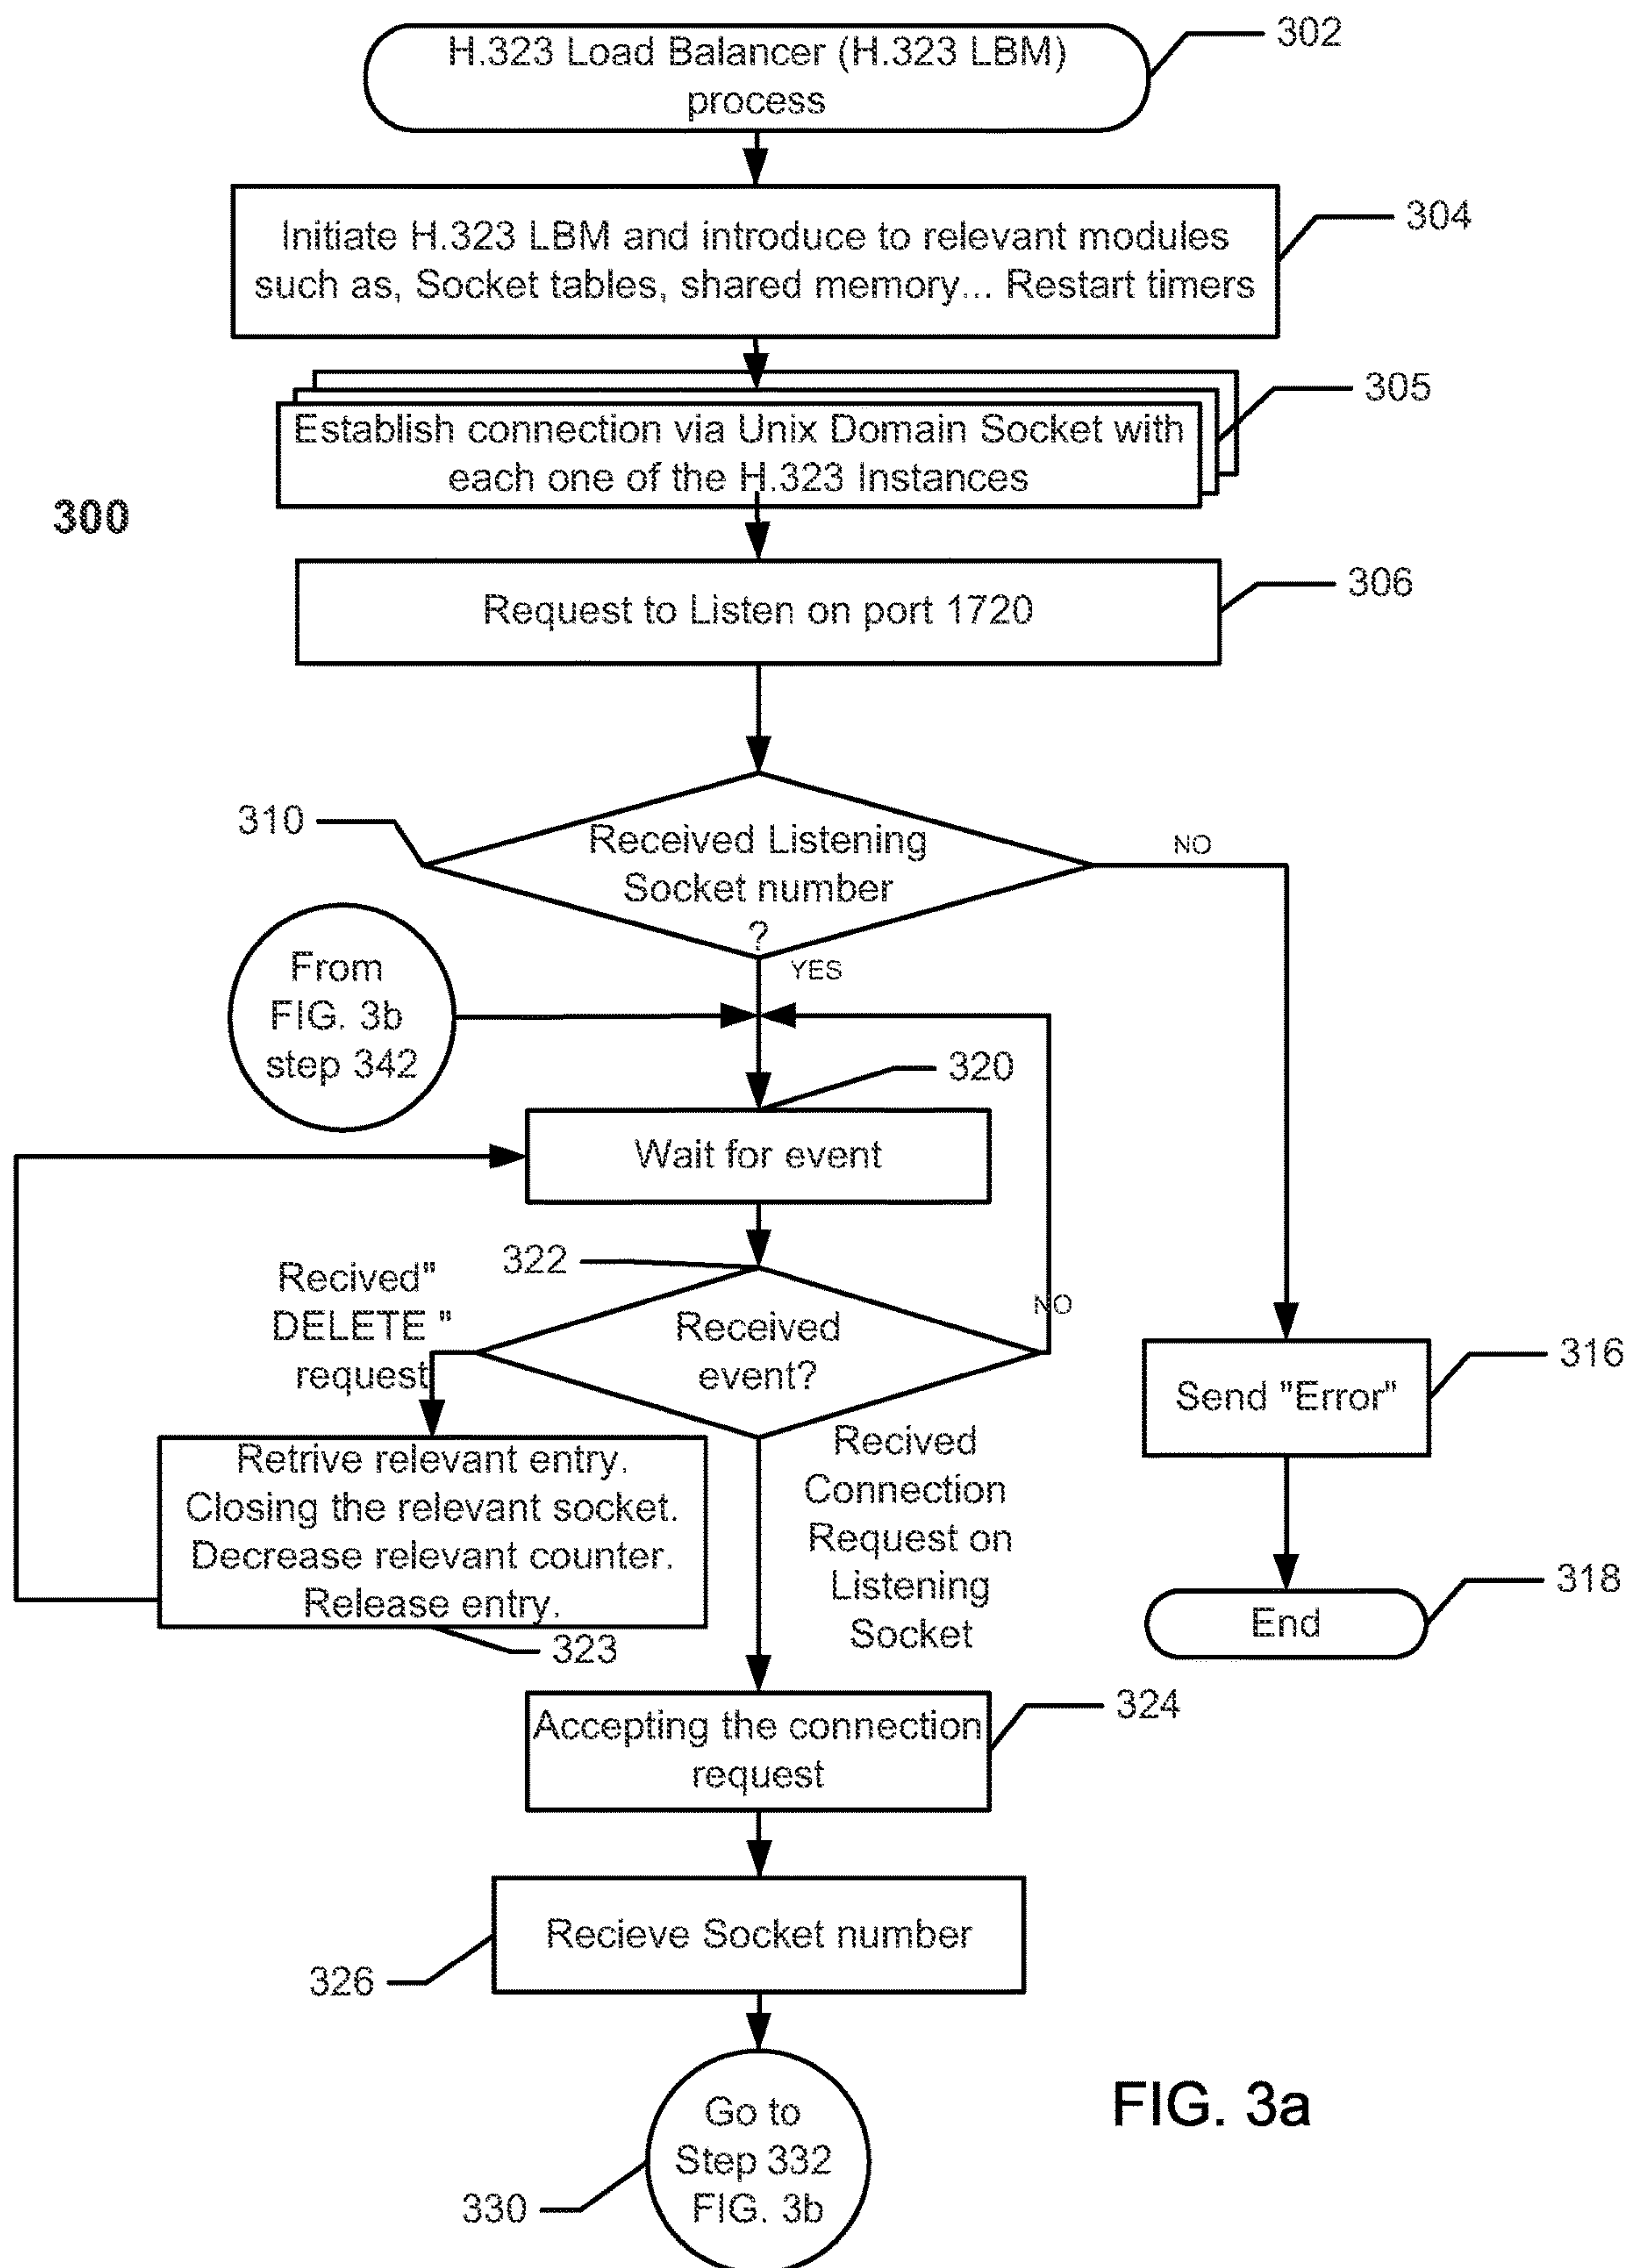 H.323 Load Balancer (H.323 LBM)
process
302
Initiate H.323 LBM and introduce to relevant modules
such as, Socket tables, shared memory... Restart timers
304
Establish connection via Unix Domain Socket with
each one of the H.323 Instances
305
300
Request to Listen on port 1720
306
310
Received Listening
Socket number
?
NO
YES
From
FIG. 3b
step 342
320
Wait for event
322
Received
event?
NO
Recived"
DELETE "
request
Retrive relevant entry.
Closing the relevant socket.
Decrease relevant counter.
Release entry.
323
Recived
Connection
Request on
Listening
Socket
Send "Error"
316
End
318
Accepting the connection
request
324
Recieve Socket number
326
Go to
Step 332
FIG. 3b
330
FIG. 3a